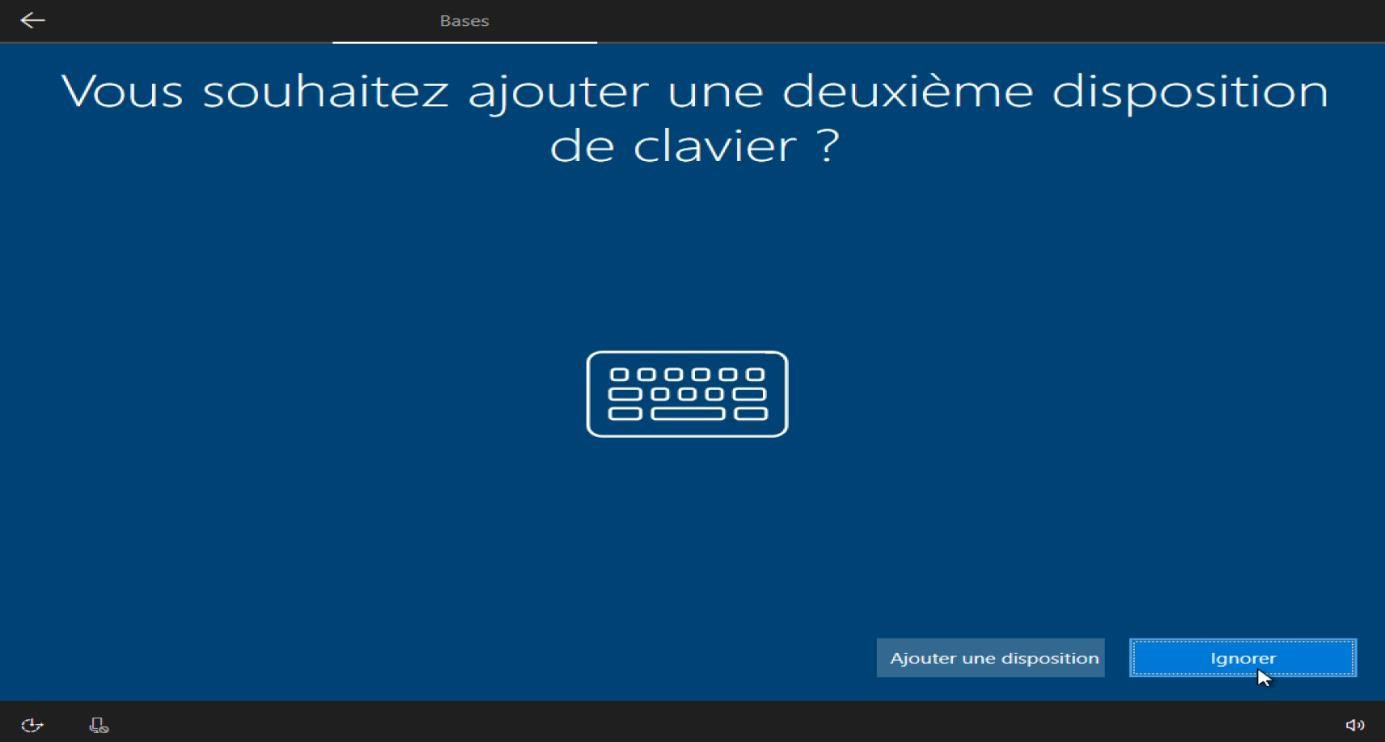 Bases
Vous souhaitez ajouter une deuxième disposition
de clavier ?
Ajouter une disposition
Ignorer